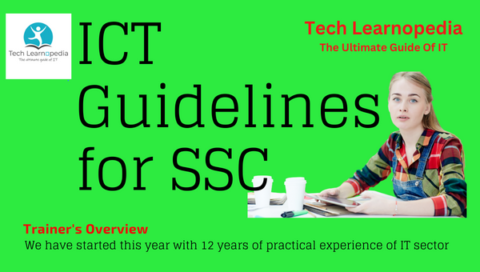 Tech Learnopedia
The ultimate guide of IT
ICT
Guidelines
for SSC
Tech Learnopedia
The Ultimate Guide Of IT
Trainer's Overview
We have started this year with 12 years of practical experience of IT sector